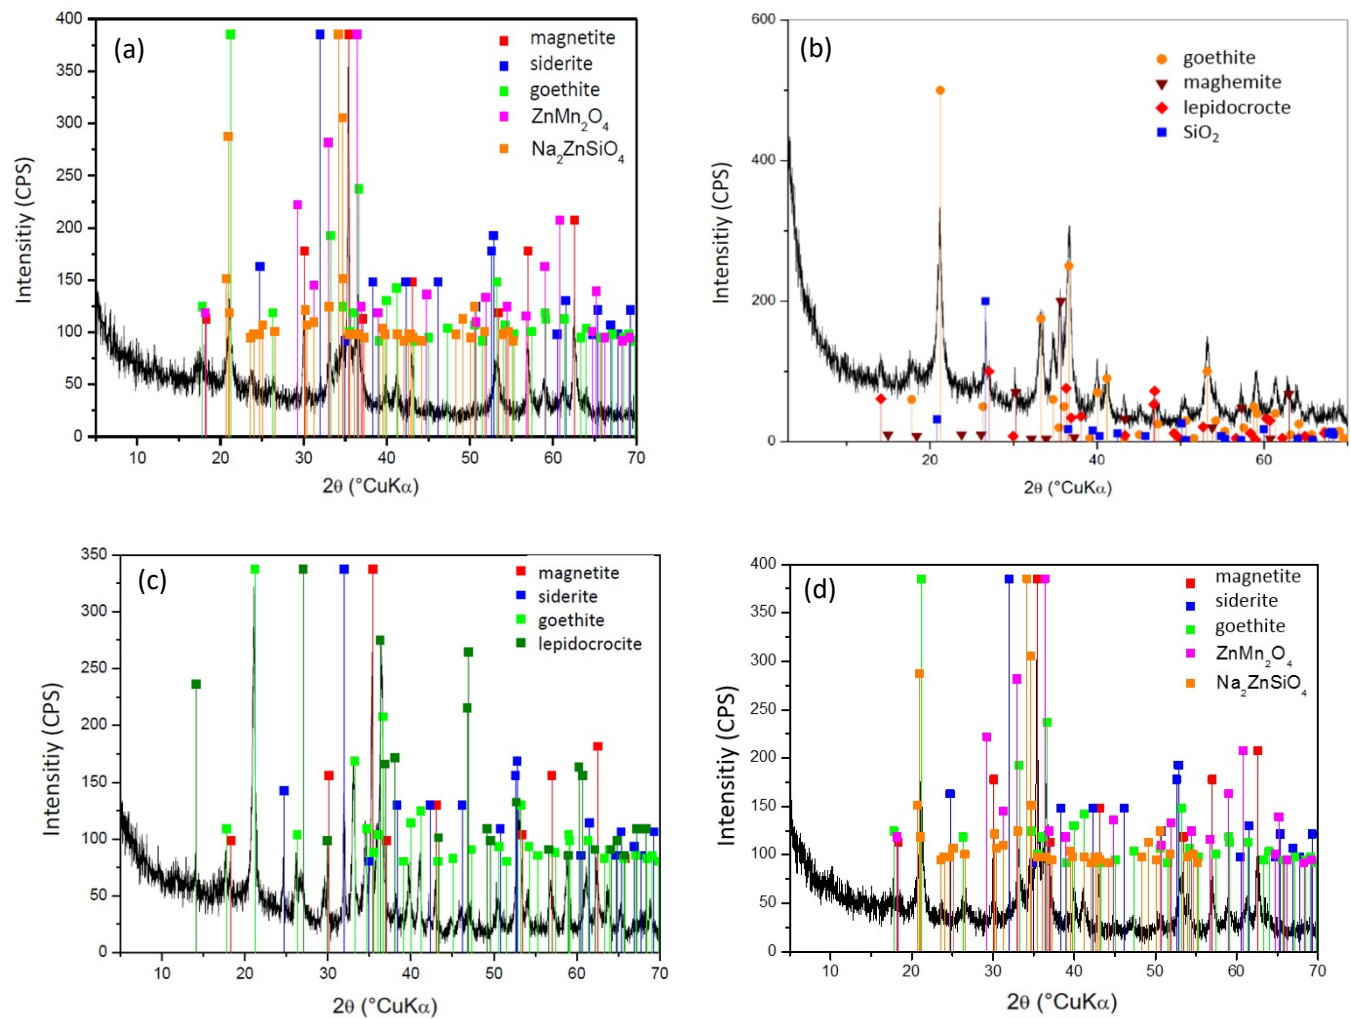 (a)
magnetite
siderite
goethite
ZnMn₂O₄
Na₂ZnSiO₄
Intensitiy (CPS)
400
350
300
250
200
150
100
50
0
10 20 30 40 50 60 70
2θ (°CuKα)
(b)
goethite
maghemite
lepidocrocte
SiO₂
Intensitiy (CPS)
600
400
200
0
20 40 60
2θ (°CuKα)
(c)
magnetite
siderite
goethite
lepidocrocite
Intensitiy (CPS)
350
300
250
200
150
100
50
0
10 20 30 40 50 60 70
2θ (°CuKα)
(d)
magnetite
siderite
goethite
ZnMn₂O₄
Na₂ZnSiO₄
Intensitiy (CPS)
400
350
300
250
200
150
100
50
0
10 20 30 40 50 60 70
2θ (°CuKα)